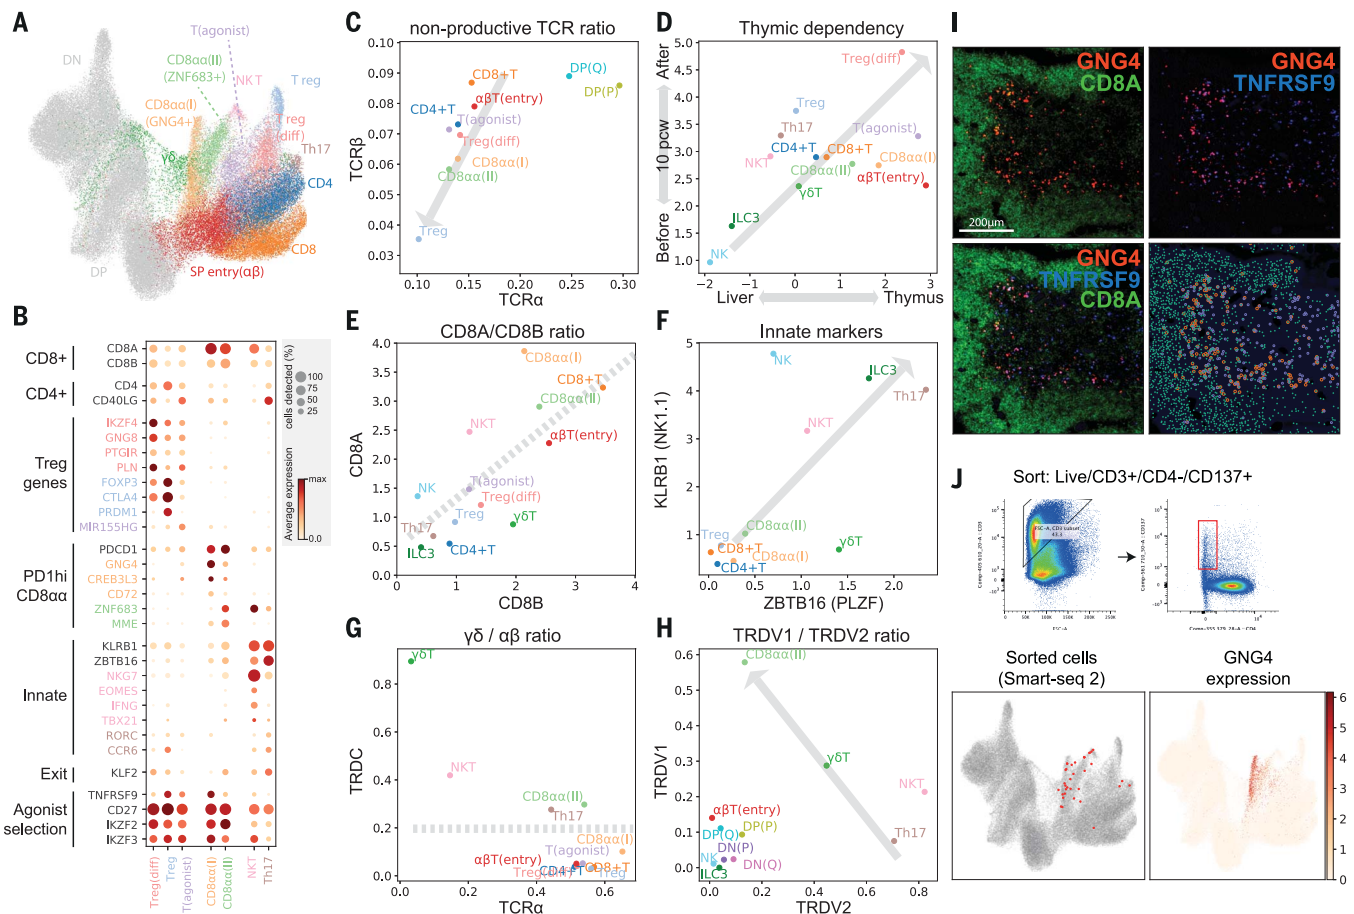 A
DN
T(agonist)
CD8αα(II)
(ZNF683+)
NKT
T reg
CD8αα(I)
(GNG4+)
T reg
(diff)
γδ
Th17
CD4
CD8
DP
SP entry(αβ)
B
CD8+
CD8A
CD8B
CD4+
CD4
CD40LG
Treg
genes
IKZF4
GNG8
PTGIR
PLN
FOXP3
CTLA4
PRDM1
MIR155HG
PD1hi
CD8αα
PDCD1
GNG4
CREB3L3
CD72
ZNF683
MME
Innate
KLRB1
ZBTB16
NKG7
EOMES
IFNG
TBX21
RORC
CCR6
Exit
KLF2
Agonist
selection
TNFRSF9
CD27
IKZF2
IKZF3
Treg(diff)
Treg
T(agonist)
CD8αα(I)
CD8αα(II)
NKT
Th17
cells detected (%)
100
75
50
25
Average expression
max
0.0
C
non-productive TCR ratio
TCRβ
0.10
0.09
0.08
0.07
0.06
0.05
0.04
0.03
CD8+T
DP(Q)
DP(P)
αβT(entry)
CD4+T
T(agonist)
Treg(diff)
CD8αα(I)
CD8αα(II)
Treg
0.10 0.15 0.20 0.25 0.30
TCRα
D
Thymic dependency
Before
10 pcw
After
5.0
4.5
4.0
3.5
3.0
2.5
2.0
1.5
1.0
Treg(diff)
Treg
Th17
T(agonist)
CD4+T
CD8+T
NKT
CD8αα(II)
CD8αα(I)
αβT(entry)
γδT
ILC3
NK
−2 −1 0 1 2 3
Liver
Thymus
E
CD8A/CD8B ratio
CD8A
4.0
3.5
3.0
2.5
2.0
1.5
1.0
0.5
0.0
CD8αα(I)
CD8+T
CD8αα(II)
NKT
αβT(entry)
NK
T(agonist)
Treg(diff)
Treg
γδT
Th17
ILC3
CD4+T
0 1 2 3 4
CD8B
F
Innate markers
KLRB1 (NK1.1)
5
4
3
2
1
0
NK
ILC3
Th17
NKT
CD8αα(II)
Treg
CD8+T
CD8αα(I)
CD4+T
γδT
0.0 0.5 1.0 1.5 2.0
ZBTB16 (PLZF)
G
γδ / αβ ratio
TRDC
0.8
0.6
0.4
0.2
0.0
γδT
NKT
CD8αα(II)
Th17
CD8αα(I)
T(agonist)
αβT(entry)
Treg(diff)
CD4+T
CD8+T
Treg
0.0 0.2 0.4 0.6
TCRα
H
TRDV1 / TRDV2 ratio
TRDV1
0.6
0.5
0.4
0.3
0.2
0.1
0.0
CD8αα(II)
γδT
NKT
Th17
αβT(entry)
DP(Q)
DP(P)
DN(P)
DN(Q)
NK
ILC3
0.0 0.2 0.4 0.6 0.8
TRDV2
I
GNG4
CD8A
200μm
GNG4
TNFRSF9
GNG4
TNFRSF9
CD8A
J
Sort: Live/CD3+/CD4-/CD137+
FSC-A, CD3 subset
43.3
0 50K 100K 150K 200K 250K
FSC-A
Sorted cells
(Smart-seq 2)
GNG4
expression
6
5
4
3
2
1
0